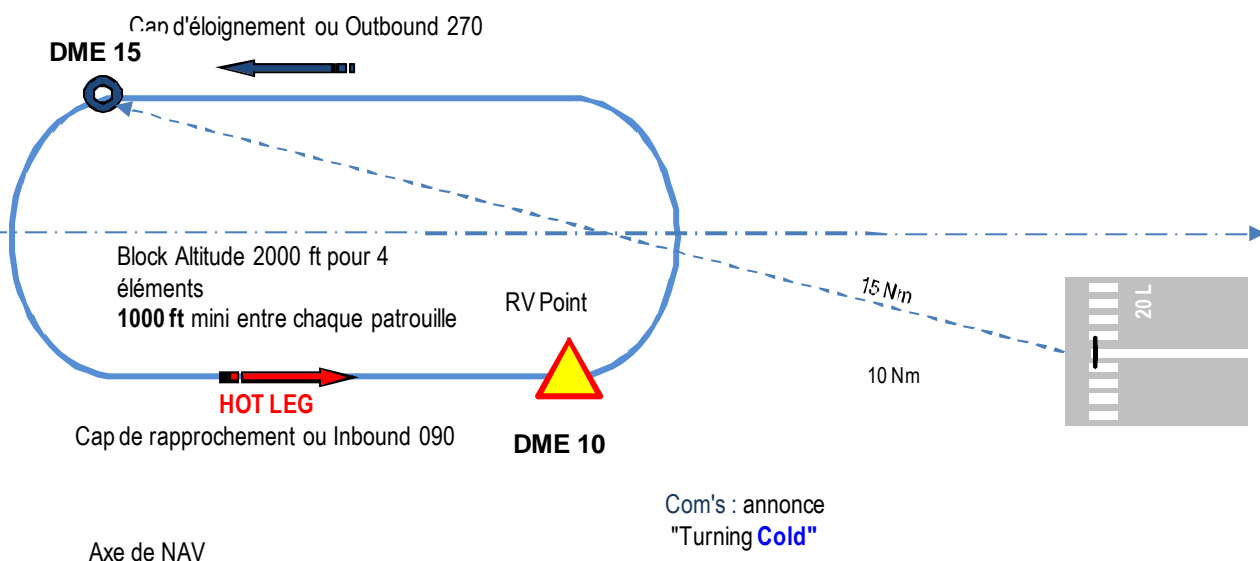 Cap d'éloignement ou Outbound 270
DME 15
Block Altitude 2000 ft pour 4
éléments
1000 ft mini entre chaque patrouille
RV Point
15 Nm
20 L
10 Nm
HOT LEG
Cap de rapprochement ou Inbound 090
DME 10
Com's : annonce
"Turning Cold"
Axe de NAV